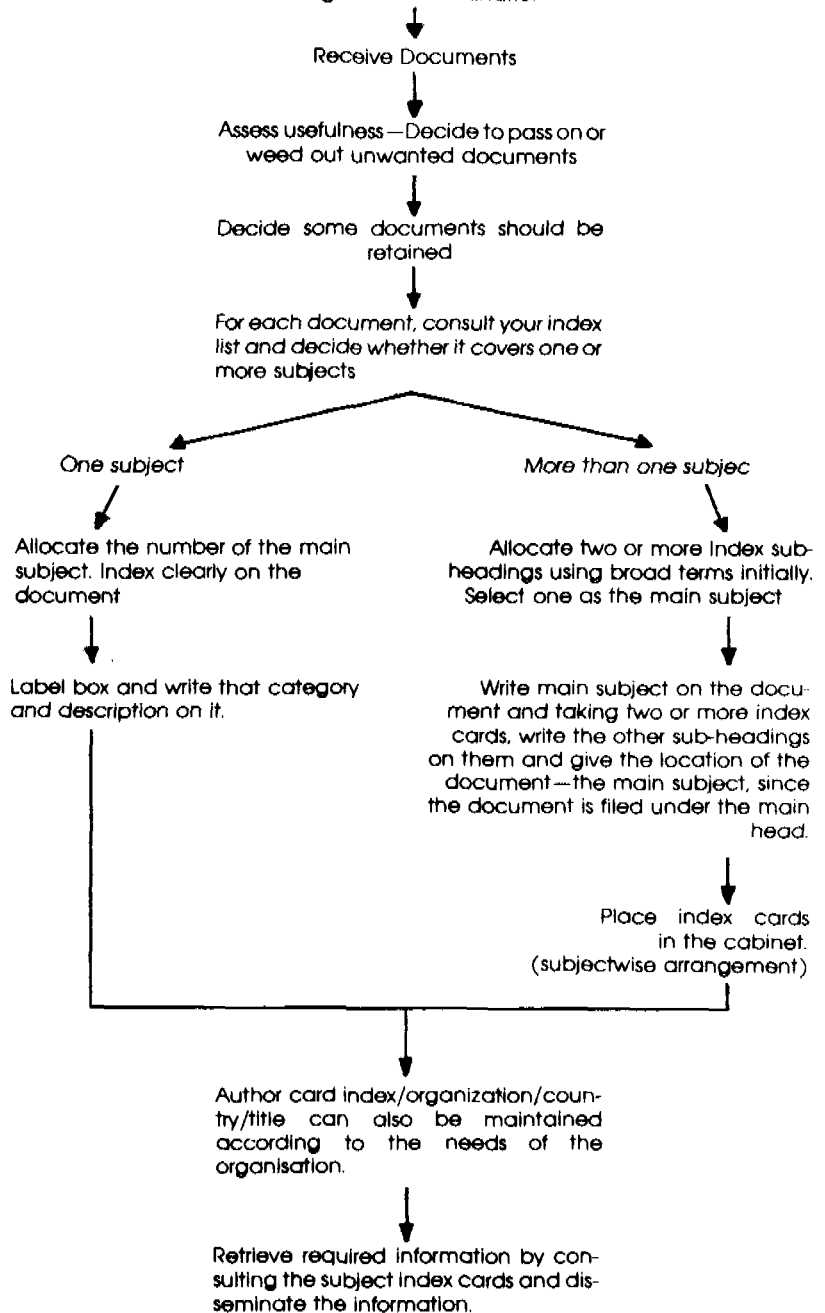 Receive Documents
Assess usefulness—Decide to pass on or
weed out unwanted documents
Decide some documents should be
retained
For each document, consult your index
list and decide whether it covers one or
more subjects
One subject
More than one subjec
Allocate the number of the main
subject. Index clearly on the
document
Allocate two or more Index sub-
headings using broad terms initially.
Select one as the main subject
Label box and write that category
and description on it.
Write main subject on the docu-
ment and taking two or more index
cards, write the other sub-headings
on them and give the location of the
document—the main subject, since
the document is filed under the main
head.
Place index cards
in the cabinet.
(subjectwise arrangement)
Author card index/organization/coun-
try/title can also be maintained
according to the needs of the
organisation.
Retrieve required information by con-
sulting the subject index cards and dis-
seminate the information.